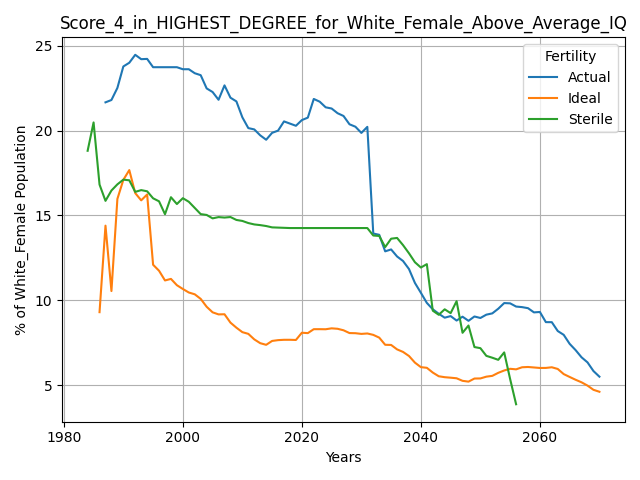 Score_4_in_HIGHEST_DEGREE_for_White_Female_Above_Average_IQ
% of White_Female Population
25
20
15
10
5
Fertility
Actual
Ideal
Sterile
1980
2000
2020
2040
2060
Years